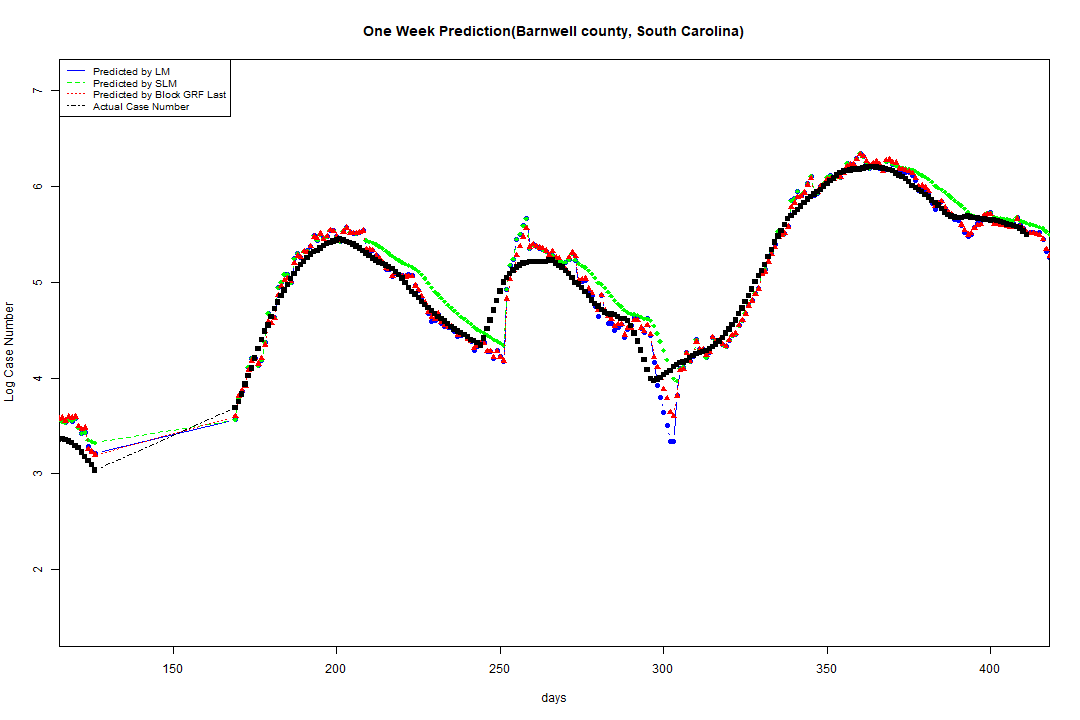 One Week Prediction(Barnwell county, South Carolina)
Predicted by LM
Predicted by SLM
Predicted by Block GRF Last
Actual Case Number
7
6
5
4
3
2
Log Case Number
150 200 250 300 350 400
days